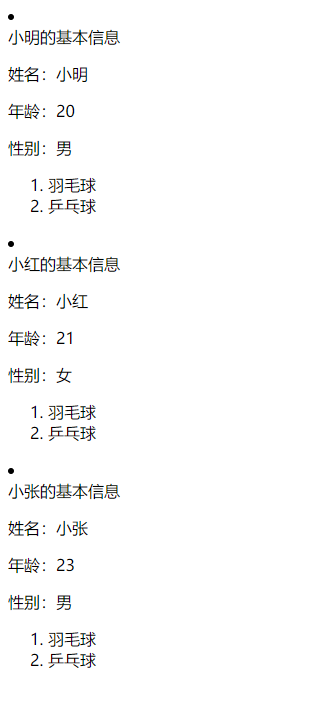 小明的基本信息
姓名：小明
年龄：20
性别：男
1. 羽毛球
2. 乒乓球
小红的基本信息
姓名：小红
年龄：21
性别：女
1. 羽毛球
2. 乒乓球
小张的基本信息
姓名：小张
年龄：23
性别：男
1. 羽毛球
2. 乒乓球